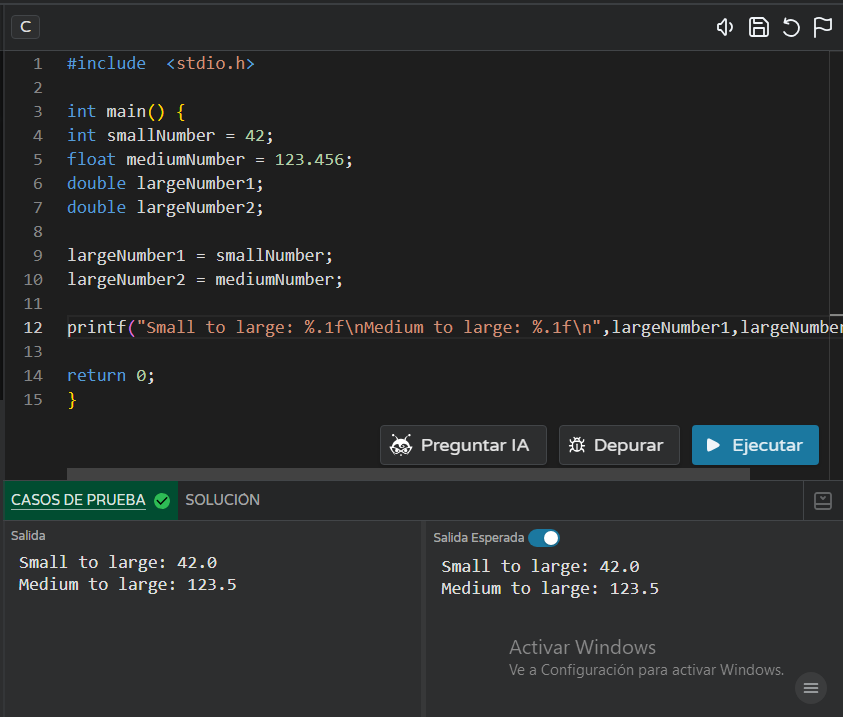 C
1 #include  <stdio.h>
2
3 int main() {
4 int smallNumber = 42;
5 float mediumNumber = 123.456;
6 double largeNumber1;
7 double largeNumber2;
8
9 largeNumber1 = smallNumber;
10 largeNumber2 = mediumNumber;
11
12 printf("Small to large: %.1f\nMedium to large: %.1f\n",largeNumber1,largeNumber
13
14 return 0;
15 }
Preguntar IA Depurar Ejecutar
CASOS DE PRUEBA SOLUCIÓN
Salida
Small to large: 42.0
Medium to large: 123.5
Salida Esperada
Small to large: 42.0
Medium to large: 123.5
Activar Windows
Ve a Configuración para activar Windows.